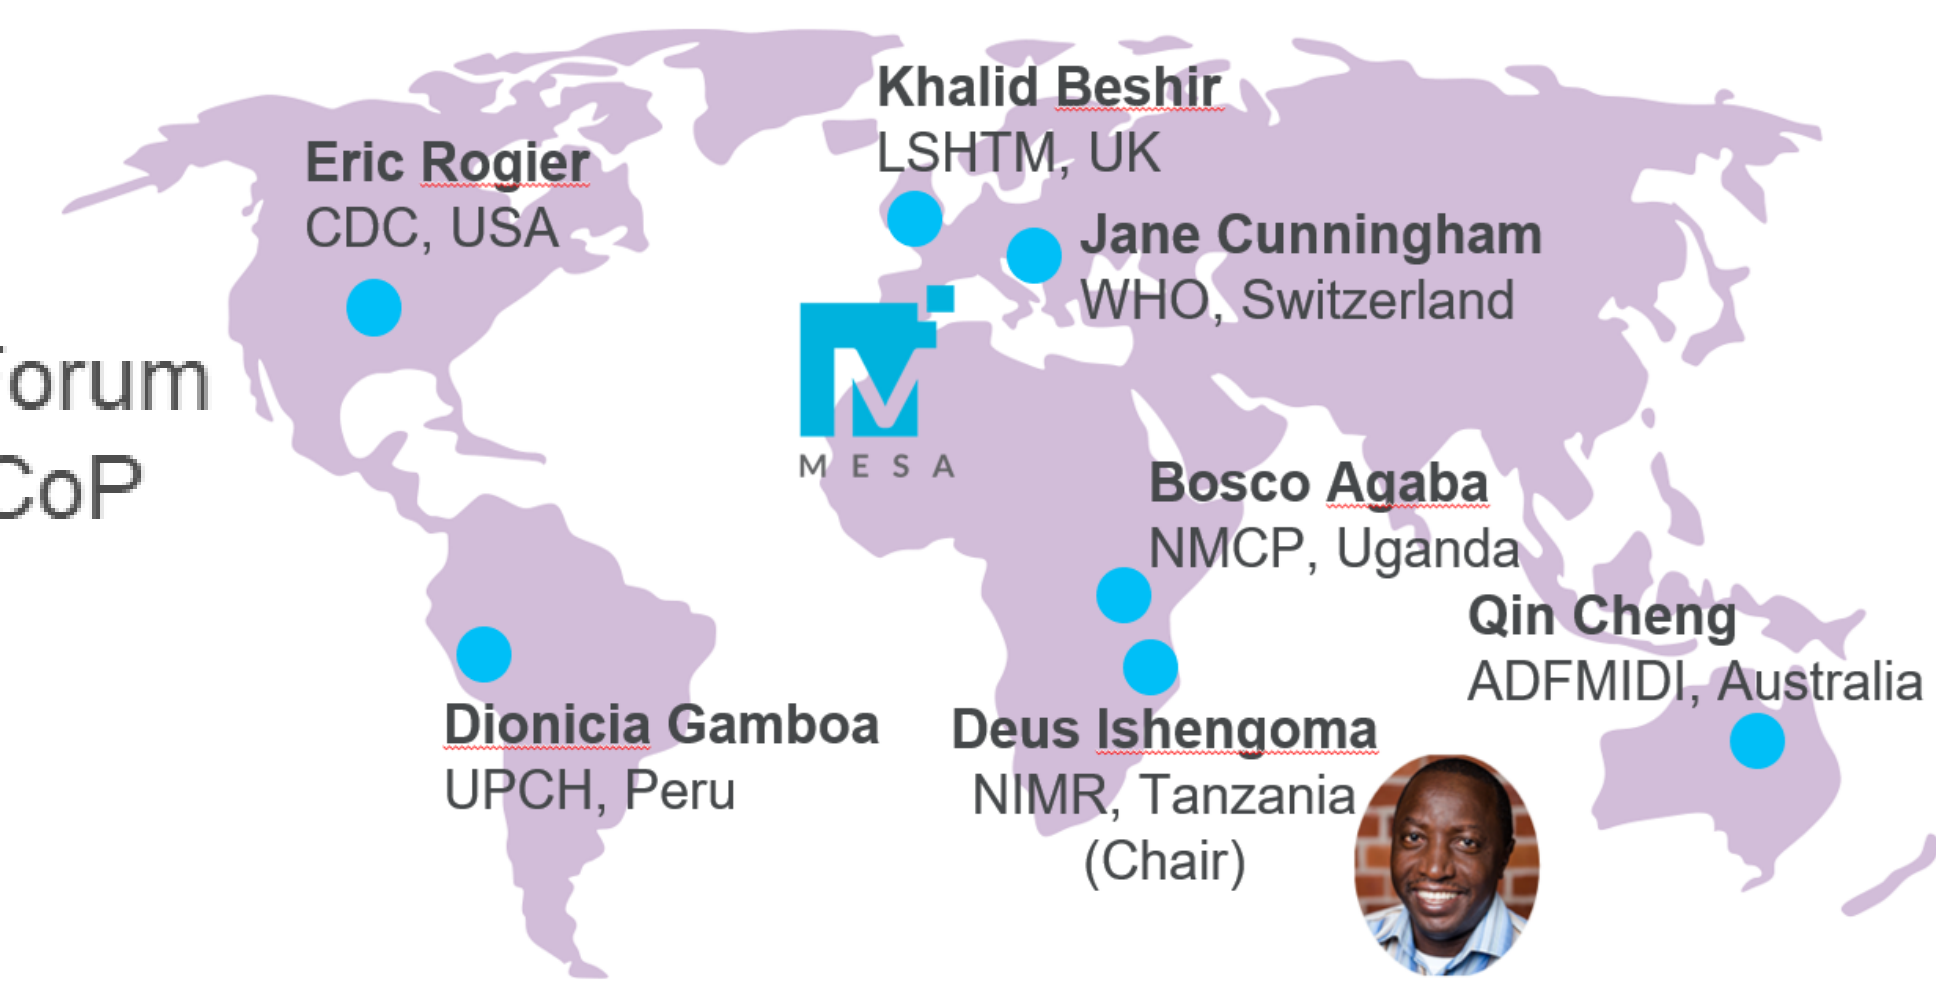 Khalid Beshir
LSHTM, UK
Eric Rogier
CDC, USA
Jane Cunningham
WHO, Switzerland
orum
CoP
MESA
Bosco Agaba
NMCP, Uganda
Qin Cheng
ADFMIDI, Australia
Dionicia Gamboa
UPCH, Peru
Deus Ishengoma
NIMR, Tanzania
(Chair)